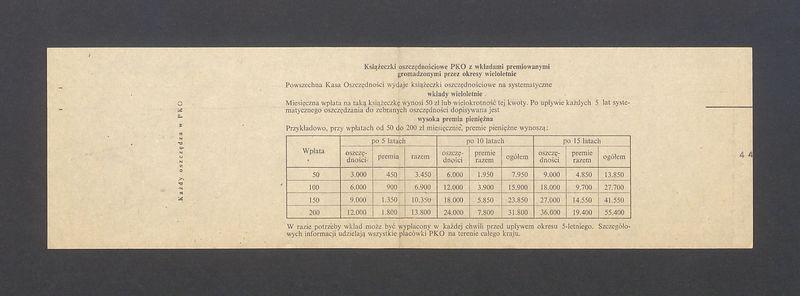 Książeczki oszczędnościowe PKO z wkładami premiowanymi
gromadzonymi przez okresy wieloletnie
Powszechna Kasa Oszczędności wydaje książeczki oszczędnościowe na systematyczne
wkłady wieloletnie
Miesięczna wpłata na taką książeczkę wynosi 50 zł lub wielokrotność tej kwoty. Po upływie każdych 5 lat syste-
matycznego oszczędzania do zebranych oszczędności dopisywana jest
wysoka premia pieniężna
Przykładowo, przy wpłatach od 50 do 200 zł miesięcznie, premie pieniężne wynoszą:
Wpłata po 5 latach po 10 latach po 15 latach
oszczę-dności premia razem oszczę-dności premie razem ogółem oszczę-dności premie razem ogółem
50 3.000 450 3.450 6.000 1.950 7.950 9.000 4.850 13.850
100 6.000 900 6.900 12.000 3.900 15.900 18.000 9.700 27.700
150 9.000 1.350 10.350 18.000 5.850 23.850 27.000 14.550 41.550
200 12.000 1.800 13.800 24.000 7.800 31.800 36.000 19.400 55.400
W razie potrzeby wkład może być wypłacony w każdej chwili przed upływem okresu 5-letniego. Szczegóło-
wych informacji udzielają wszystkie placówki PKO na terenie całego kraju.
Każdy oszczędza w PKO
44